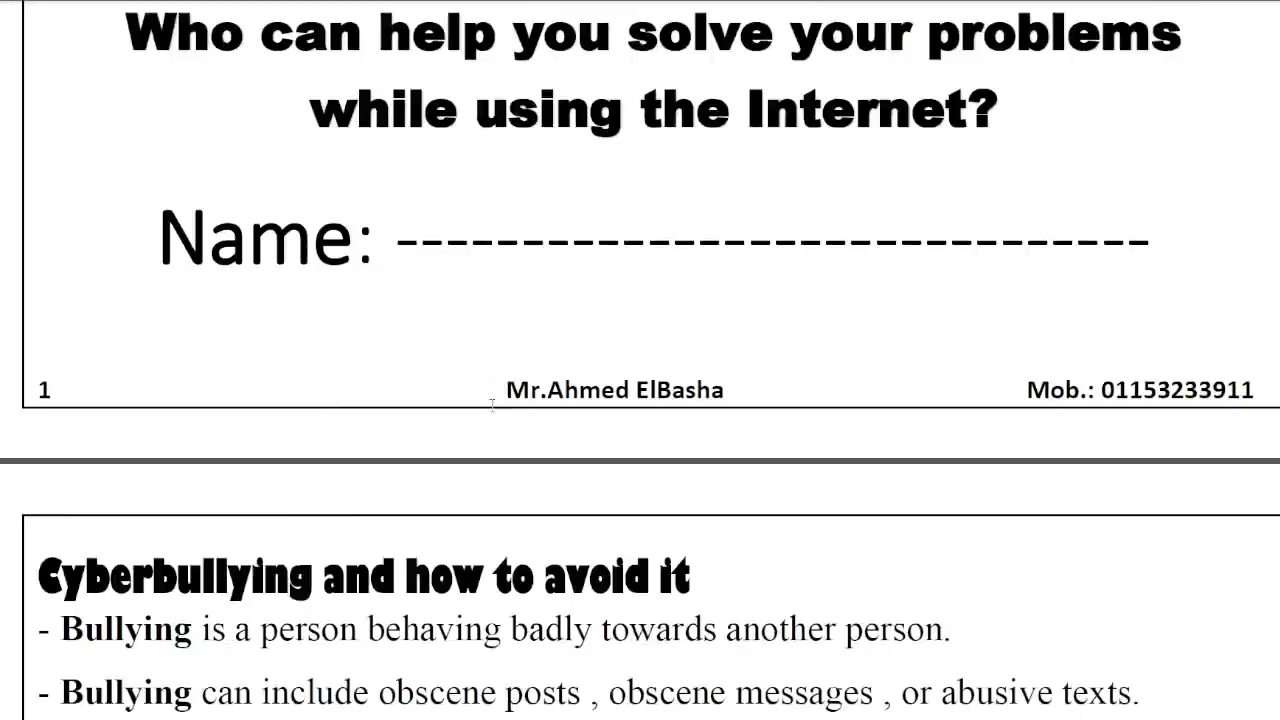 Who can help you solve your problems
while using the Internet?
Name: ------------------------------
1 Mr.Ahmed ElBasha Mob.: 01153233911
Cyberbullying and how to avoid it
- Bullying is a person behaving badly towards another person.
- Bullying can include obscene posts , obscene messages , or abusive texts.